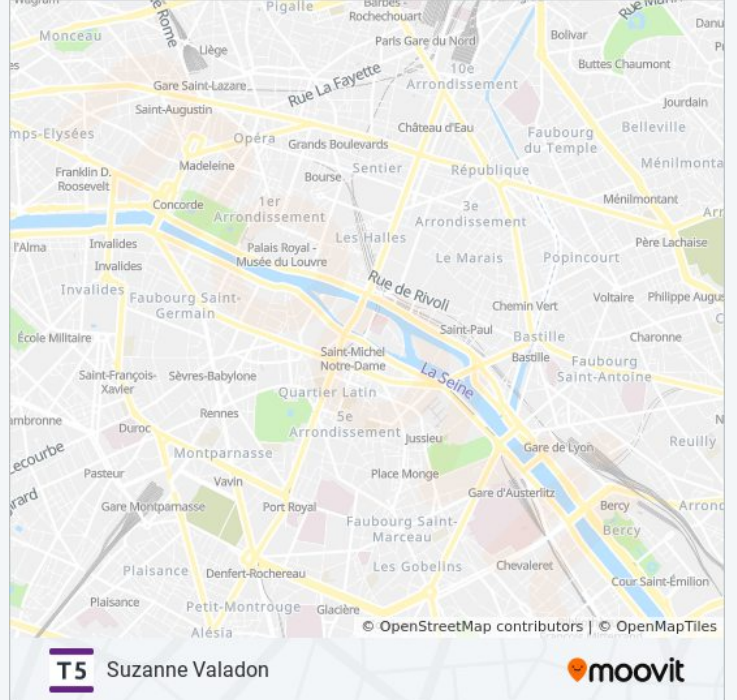 Pigalle
Barbès -
Rochechouart
Rue
Monceau
de Rome
Liège
Paris Gare du Nord
Bolivar
Danu
Buttes Chaumont
10e
Arrondissement
Gare Saint-Lazare
Rue La Fayette
Jourdain
Saint-Augustin
Château d'Eau
Belleville
mps-Elysées
Opéra
Grands Boulevards
Faubourg
du Temple
Madeleine
Sentier
République
Ménilmonta
Franklin D.
Roosevelt
Bourse
Concorde
1er
Arrondissement
3e
Arrondissement
Ménilmontant
Arr
Les Halles
Père Lachaise
l'Alma
Invalides
Palais Royal -
Musée du Louvre
Le Marais
Popincourt
Invalides
Invalides
Faubourg Saint-
Germain
Rue de Rivoli
Chemin Vert
Voltaire
Philippe Augus
École Militaire
Saint-Paul
Bastille
Charonne
Saint-Michel
Notre-Dame
Bastille
Faubourg
Saint-Antoine
Saint-François-
Xavier
Sèvres-Babylone
La Seine
Quartier Latin
Rennes
5e
Arrondissement
ambronne
Duroc
Jussieu
Reuilly
Gare de Lyon
Lecourbe
Montparnasse
Pasteur
Vavin
Place Monge
Gare d'Austerlitz
Gare Montparnasse
Port Royal
Bercy
Arrond
Faubourg Saint-
Marceau
Bercy
Plaisance
Denfert-Rochereau
Les Gobelins
Chevaleret
Cour Saint-Émilion
Plaisance
Petit-Montrouge
Glacière
Alésia
© OpenStreetMap contributors | © OpenMapTiles
T5 Suzanne Valadon
moovit